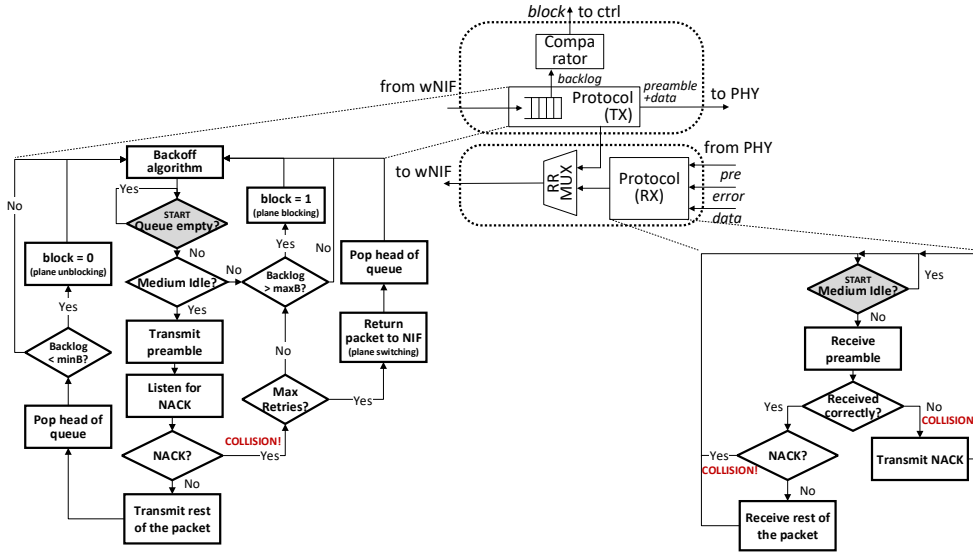 block to ctrl
Compa
rator
from wNIF
backlog
Protocol
(TX)
preamble
+data
to PHY
to wNIF
RR
MUX
Protocol
(RX)
from PHY
pre
error
data
Backoff
algorithm
No
Yes
START
Queue empty?
No
block = 1
(plane blocking)
No
Yes
block = 0
(plane unblocking)
Medium Idle?
No
Backlog
> maxB?
Pop head
of queue
Yes
Yes
Transmit
preamble
Return
packet to NIF
(plane switching)
Backlog
< minB?
No
Listen for
NACK
Max
Retries?
Yes
Pop head of
queue
NACK?
COLLISION!
Yes
No
Transmit rest
of the packet
START
Medium Idle?
Yes
No
Receive
preamble
Received
correctly?
Yes
No
COLLISION!
Yes
COLLISION!
NACK?
Transmit NACK
No
Receive rest of
the packet